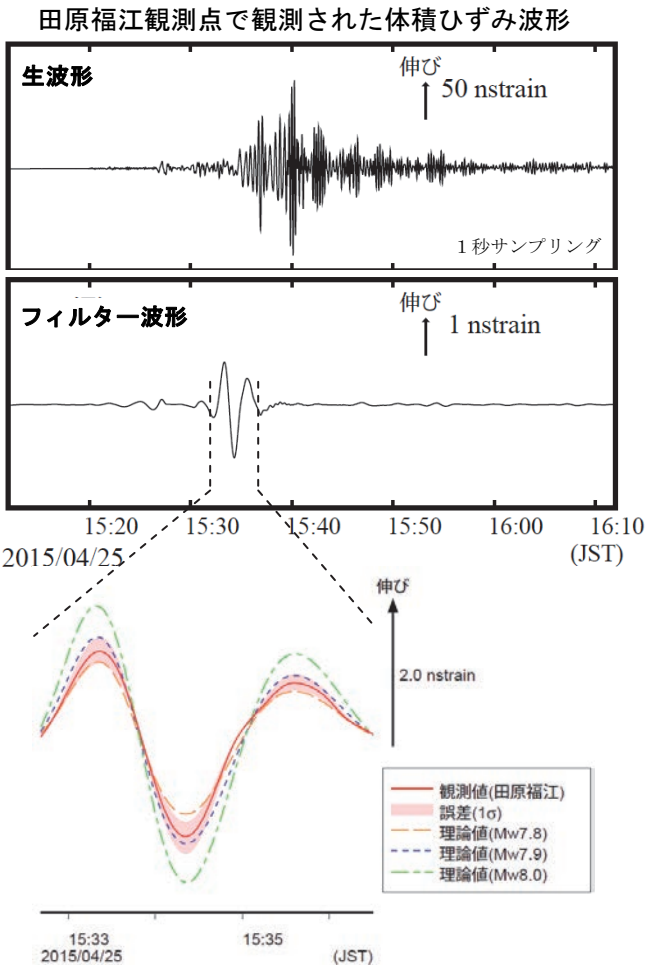 田原福江観測点で観測された体積ひずみ波形
生波形
伸び
50 nstrain
1秒サンプリング
フィルター波形
伸び
1 nstrain
15:20 15:30 15:40 15:50 16:00 16:10
2015/04/25 (JST)
伸び
2.0 nstrain
観測値(田原福江)
誤差(1σ)
理論値(Mw7.8)
理論値(Mw7.9)
理論値(Mw8.0)
15:33 15:35
2015/04/25 (JST)